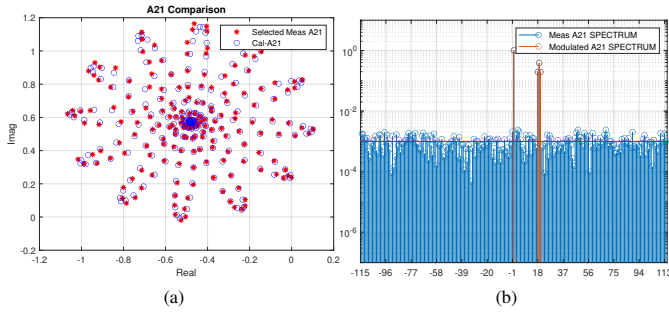 A21 Comparison
Selected Meas A21
Cal-A21
1.2
1
0.8
0.6
0.4
0.2
0
-0.2
Imag
-1.2 -1 -0.8 -0.6 -0.4 -0.2 0 0.2
Real
(a)
Meas A21 SPECTRUM
Modulated A21 SPECTRUM
10^0
10^-2
10^-4
10^-6
-115 -96 -77 -58 -39 -20 -1 18 37 56 75 94 113
(b)